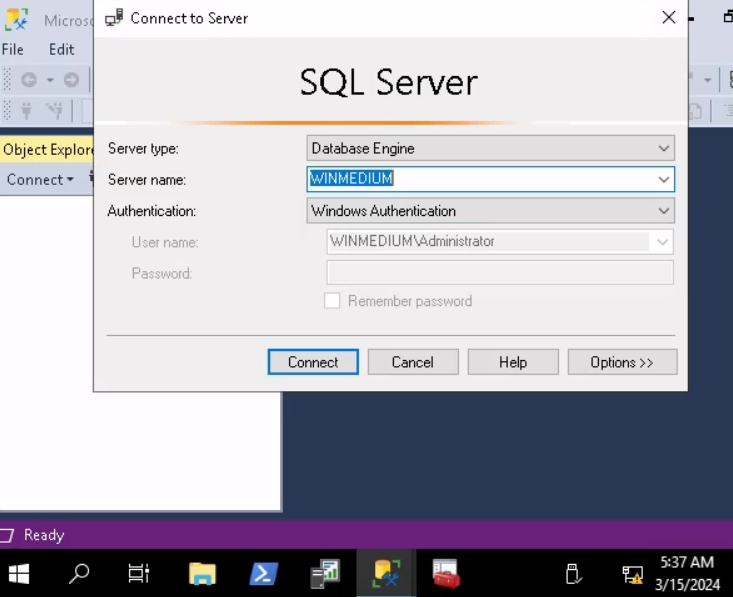 Microso
Connect to Server
File Edit
SQL Server
Object Explore
Connect
Server type: Database Engine
Server name: WINMEDIUM
Authentication: Windows Authentication
User name: WINMEDIUM\Administrator
Password:
Remember password
Connect Cancel Help Options >>
Ready
5:37 AM
3/15/2024